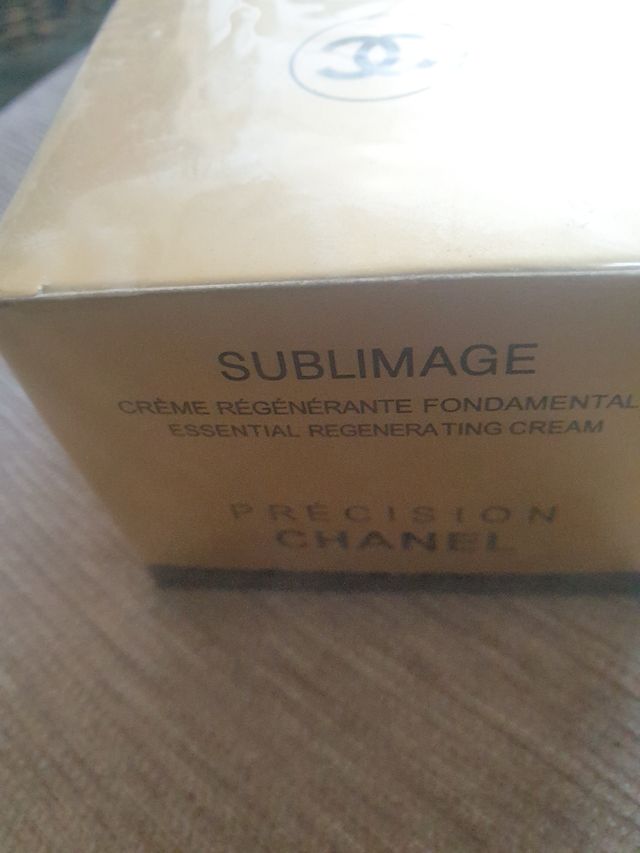 SUBLIMAGE
CRÈME RÉGÉNÉRANTE FONDAMENTAL
ESSENTIAL REGENERATING CREAM
PRÉCISION
CHANEL